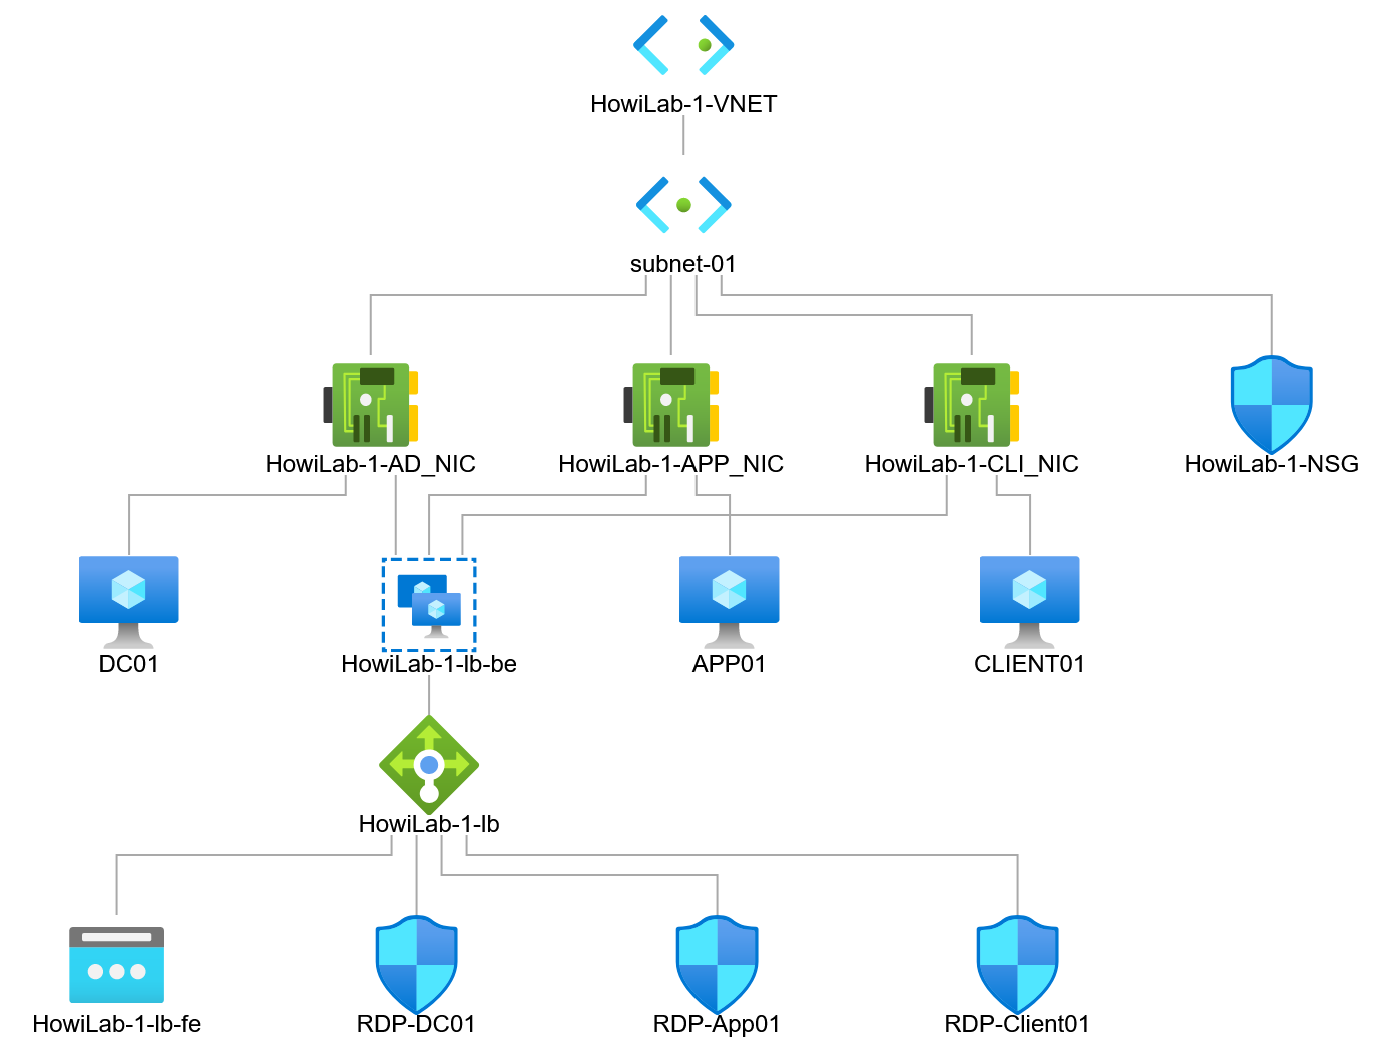 HowiLab-1-VNET
subnet-01
HowiLab-1-AD_NIC
HowiLab-1-APP_NIC
HowiLab-1-CLI_NIC
HowiLab-1-NSG
DC01
HowiLab-1-lb-be
APP01
CLIENT01
HowiLab-1-lb
HowiLab-1-lb-fe
RDP-DC01
RDP-App01
RDP-Client01